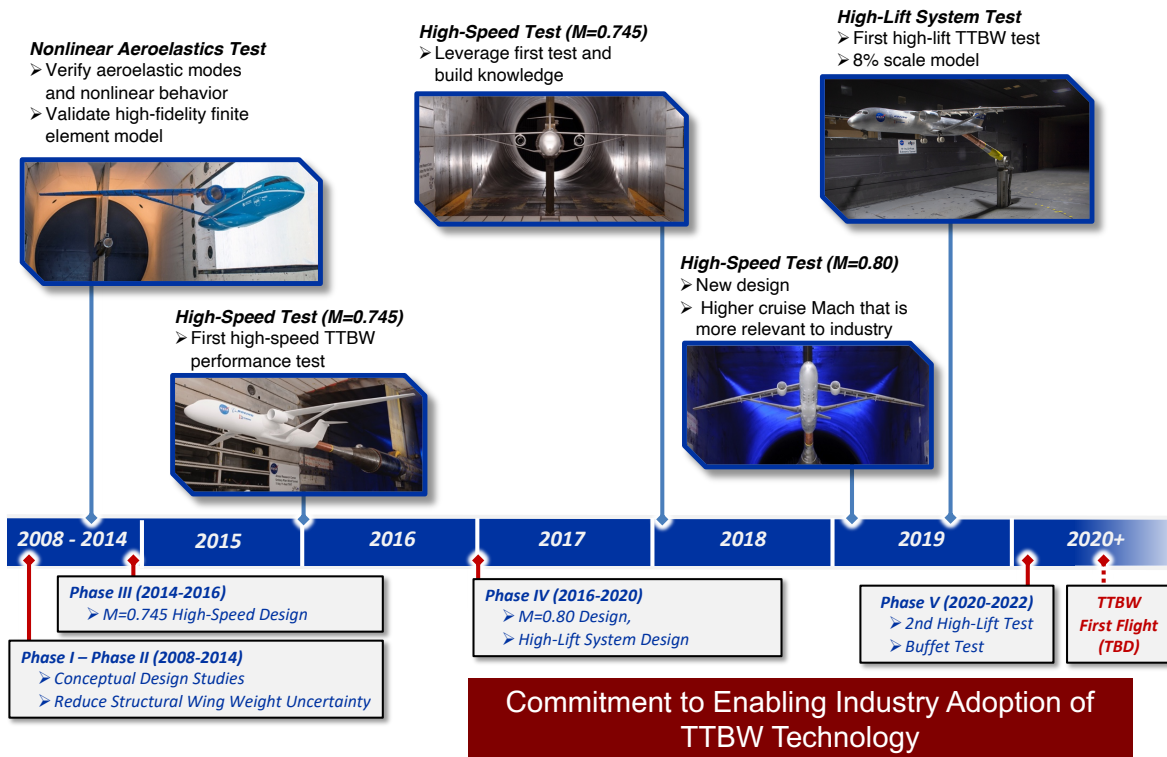 Nonlinear Aeroelastics Test
➢ Verify aeroelastic modes
and nonlinear behavior
➢ Validate high-fidelity finite
element model
High-Speed Test (M=0.745)
➢ Leverage first test and
build knowledge
High-Lift System Test
➢ First high-lift TTBW test
➢ 8% scale model
High-Speed Test (M=0.745)
➢ First high-speed TTBW
performance test
High-Speed Test (M=0.80)
➢ New design
➢ Higher cruise Mach that is
more relevant to industry
2008 - 2014
2015
2016
2017
2018
2019
2020+
Phase III (2014-2016)
➢ M=0.745 High-Speed Design
Phase I – Phase II (2008-2014)
➢ Conceptual Design Studies
➢ Reduce Structural Wing Weight Uncertainty
Phase IV (2016-2020)
➢ M=0.80 Design,
➢ High-Lift System Design
Phase V (2020-2022)
➢ 2nd High-Lift Test
➢ Buffet Test
TTBW
First Flight
(TBD)
Commitment to Enabling Industry Adoption of
TTBW Technology